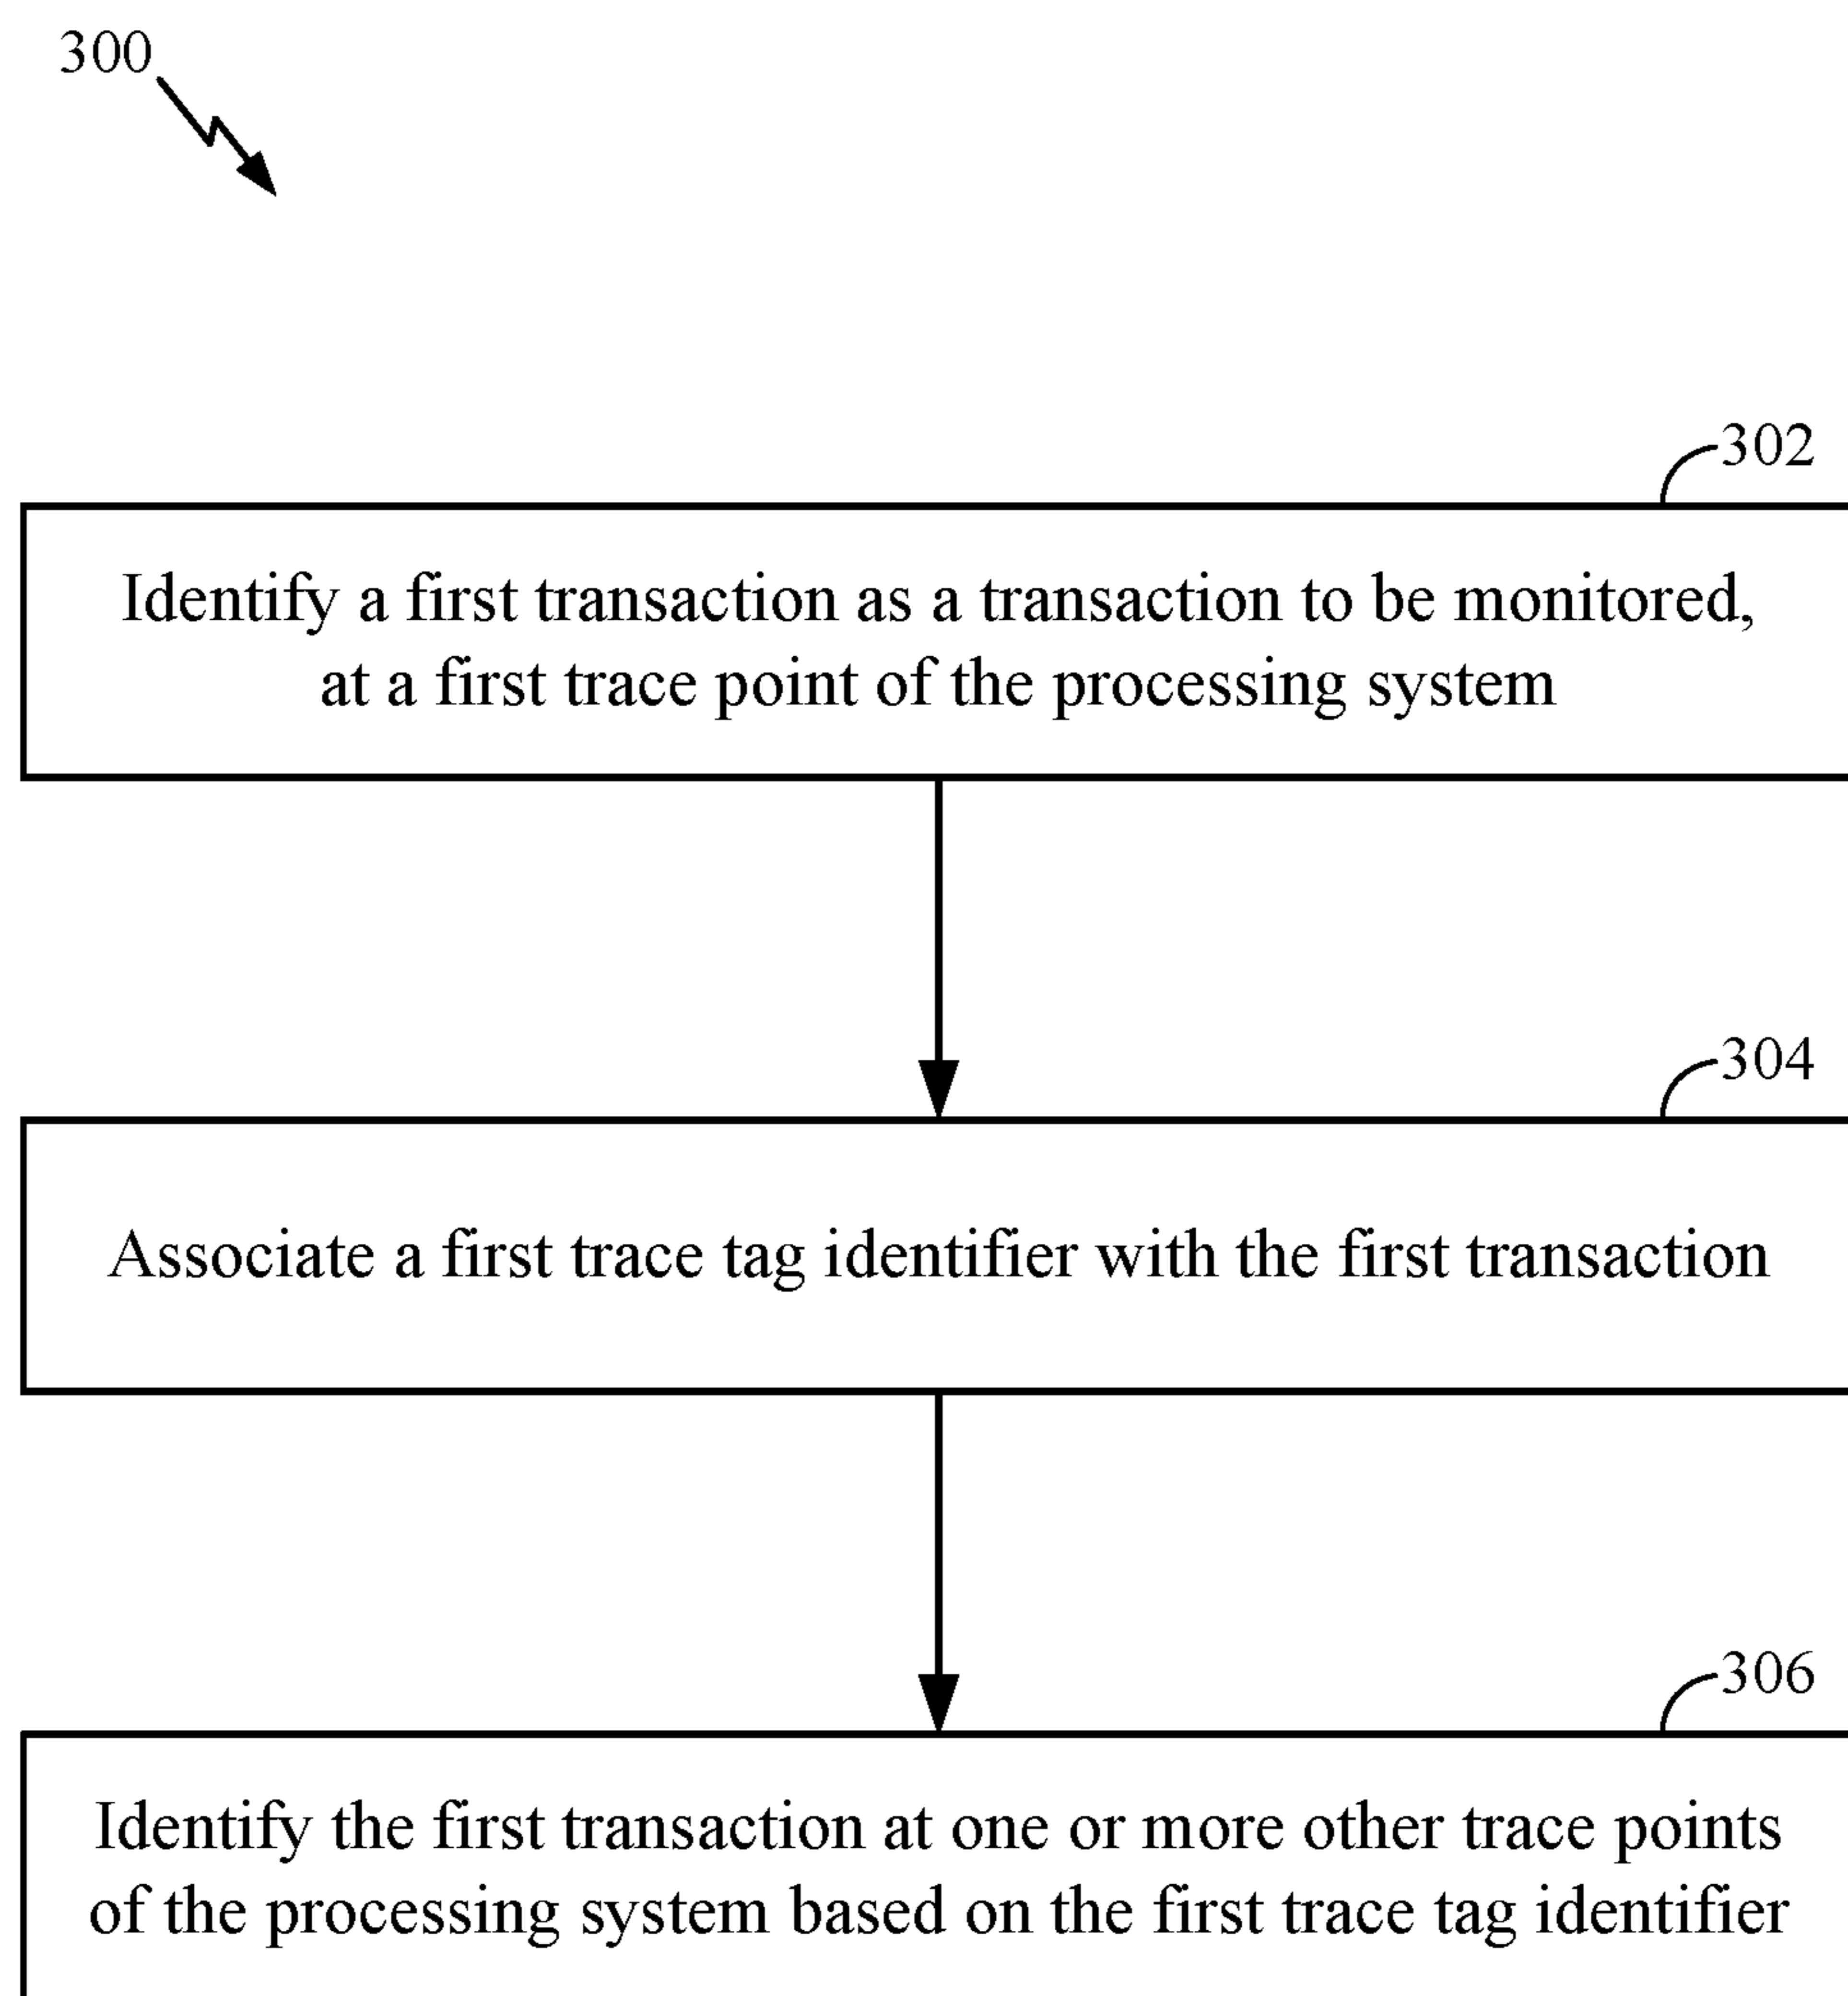 300
302
Identify a first transaction as a transaction to be monitored,
at a first trace point of the processing system
304
Associate a first trace tag identifier with the first transaction
306
Identify the first transaction at one or more other trace points
of the processing system based on the first trace tag identifier